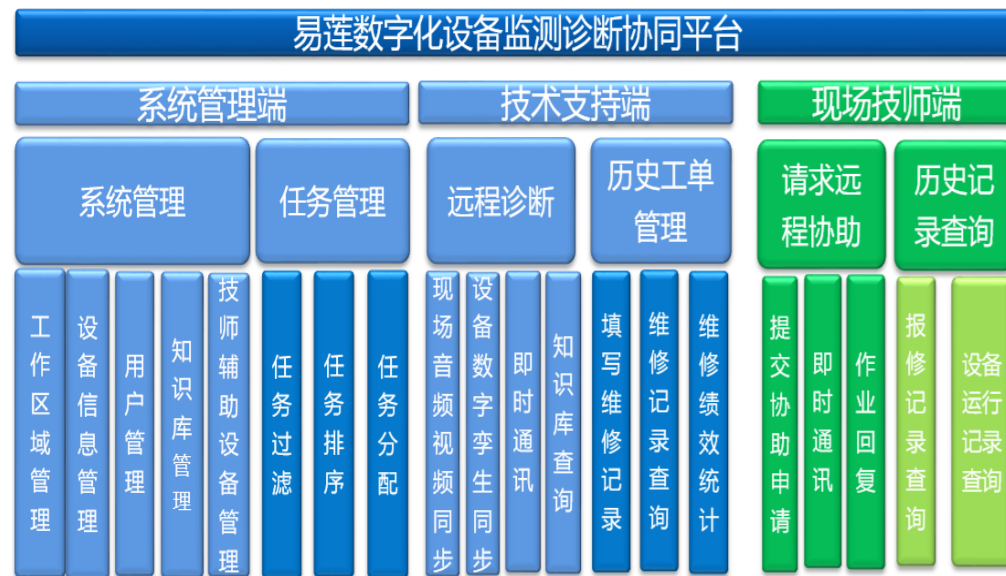 易莲数字化设备监测诊断协同平台
系统管理端
技术支持端
现场技师端
系统管理
任务管理
远程诊断
历史工单
管理
请求远
程协助
历史记
录查询
工作区域管理
设备信息管理
用户管理
知识库管理
技师辅助设备管理
任务过滤
任务排序
任务分配
现场音频视频同步
设备数字孪生同步
即时通讯
知识库查询
填写维修记录
维修记录查询
维修绩效统计
提交协助申请
即时通讯
作业回复
报修记录查询
设备
运行
记录
查询